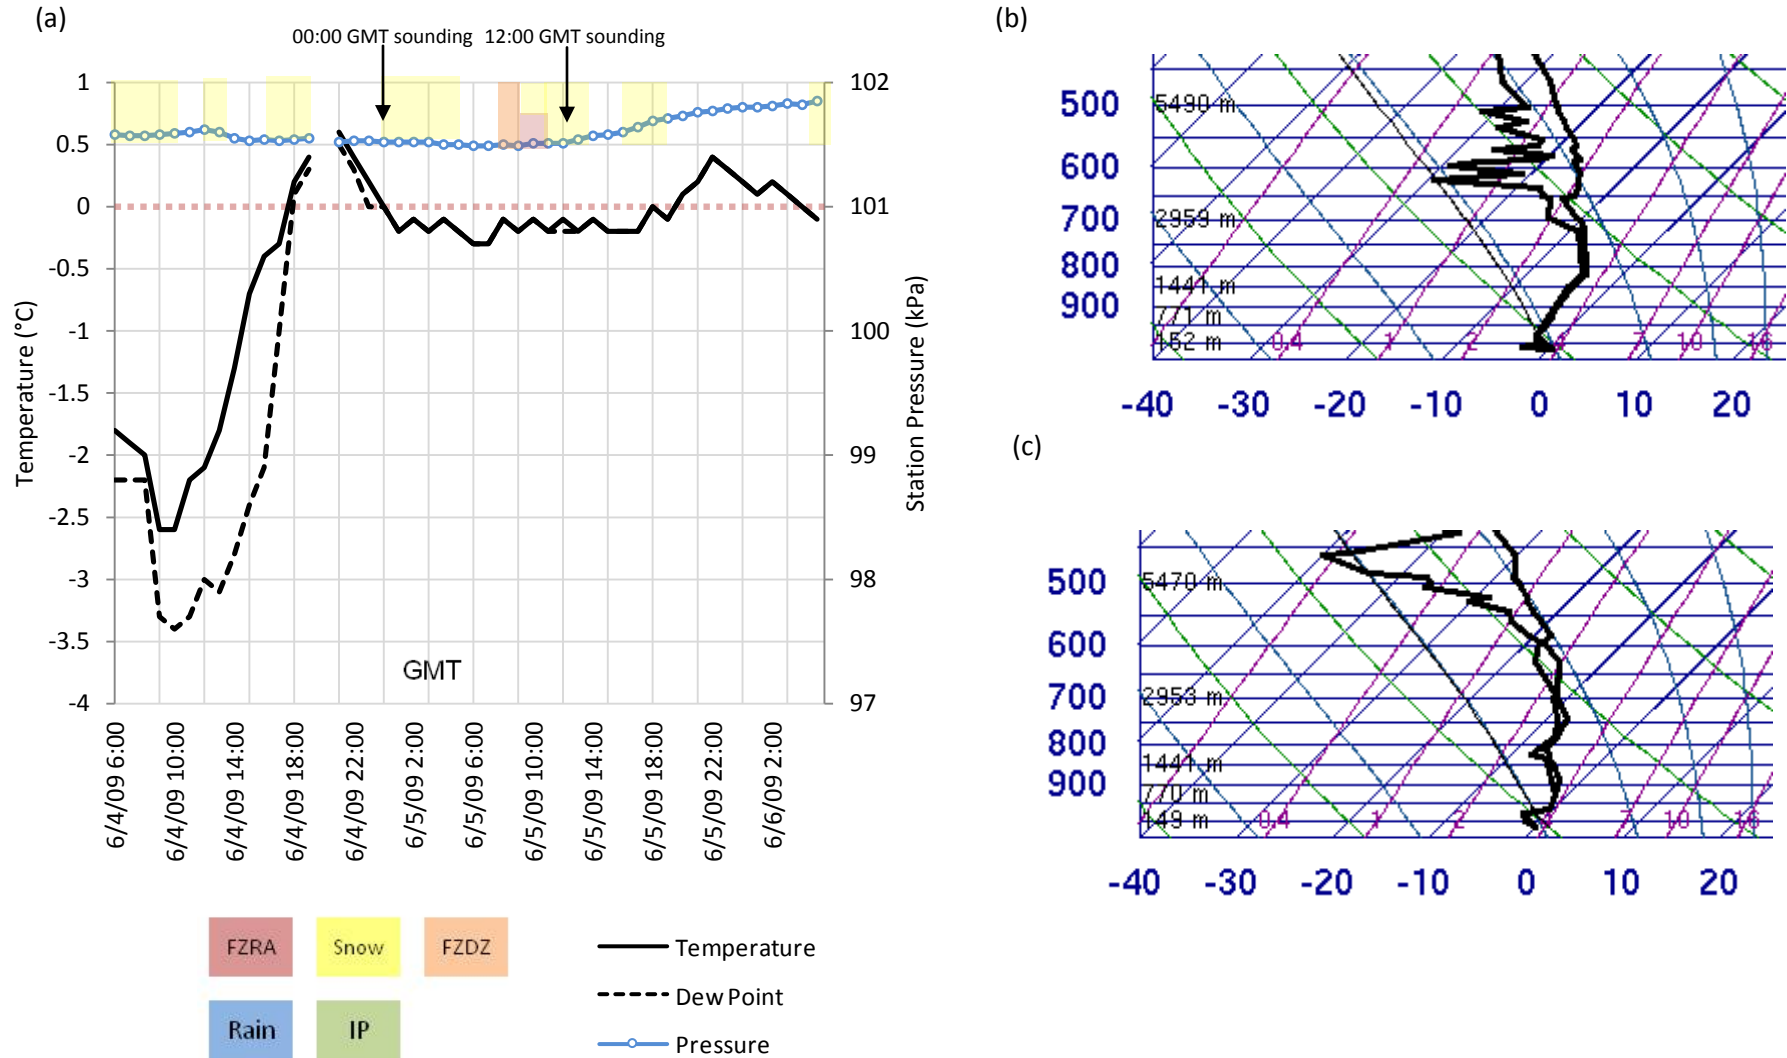 (a)
00:00 GMT sounding 12:00 GMT sounding
1
0.5
0
-0.5
-1
-1.5
-2
-2.5
-3
-3.5
-4
Temperature (°C)
102
101
100
99
98
97
Station Pressure (kPa)
GMT
6/4/09 6:00
6/4/09 10:00
6/4/09 14:00
6/4/09 18:00
6/4/09 22:00
6/5/09 2:00
6/5/09 6:00
6/5/09 10:00
6/5/09 14:00
6/5/09 18:00
6/5/09 22:00
6/6/09 2:00
FZRA Snow FZDZ
Rain IP
Temperature
Dew Point
Pressure
(b)
500 5490 m
600
700 2959 m
800
1441 m
900
771 m
162 m 0.4 1 2 4 7 10 16
-40 -30 -20 -10 0 10 20
(c)
500 5470 m
600
700 2953 m
800
1441 m
900
770 m
149 m 0.4 1 2 4 7 10 16
-40 -30 -20 -10 0 10 20